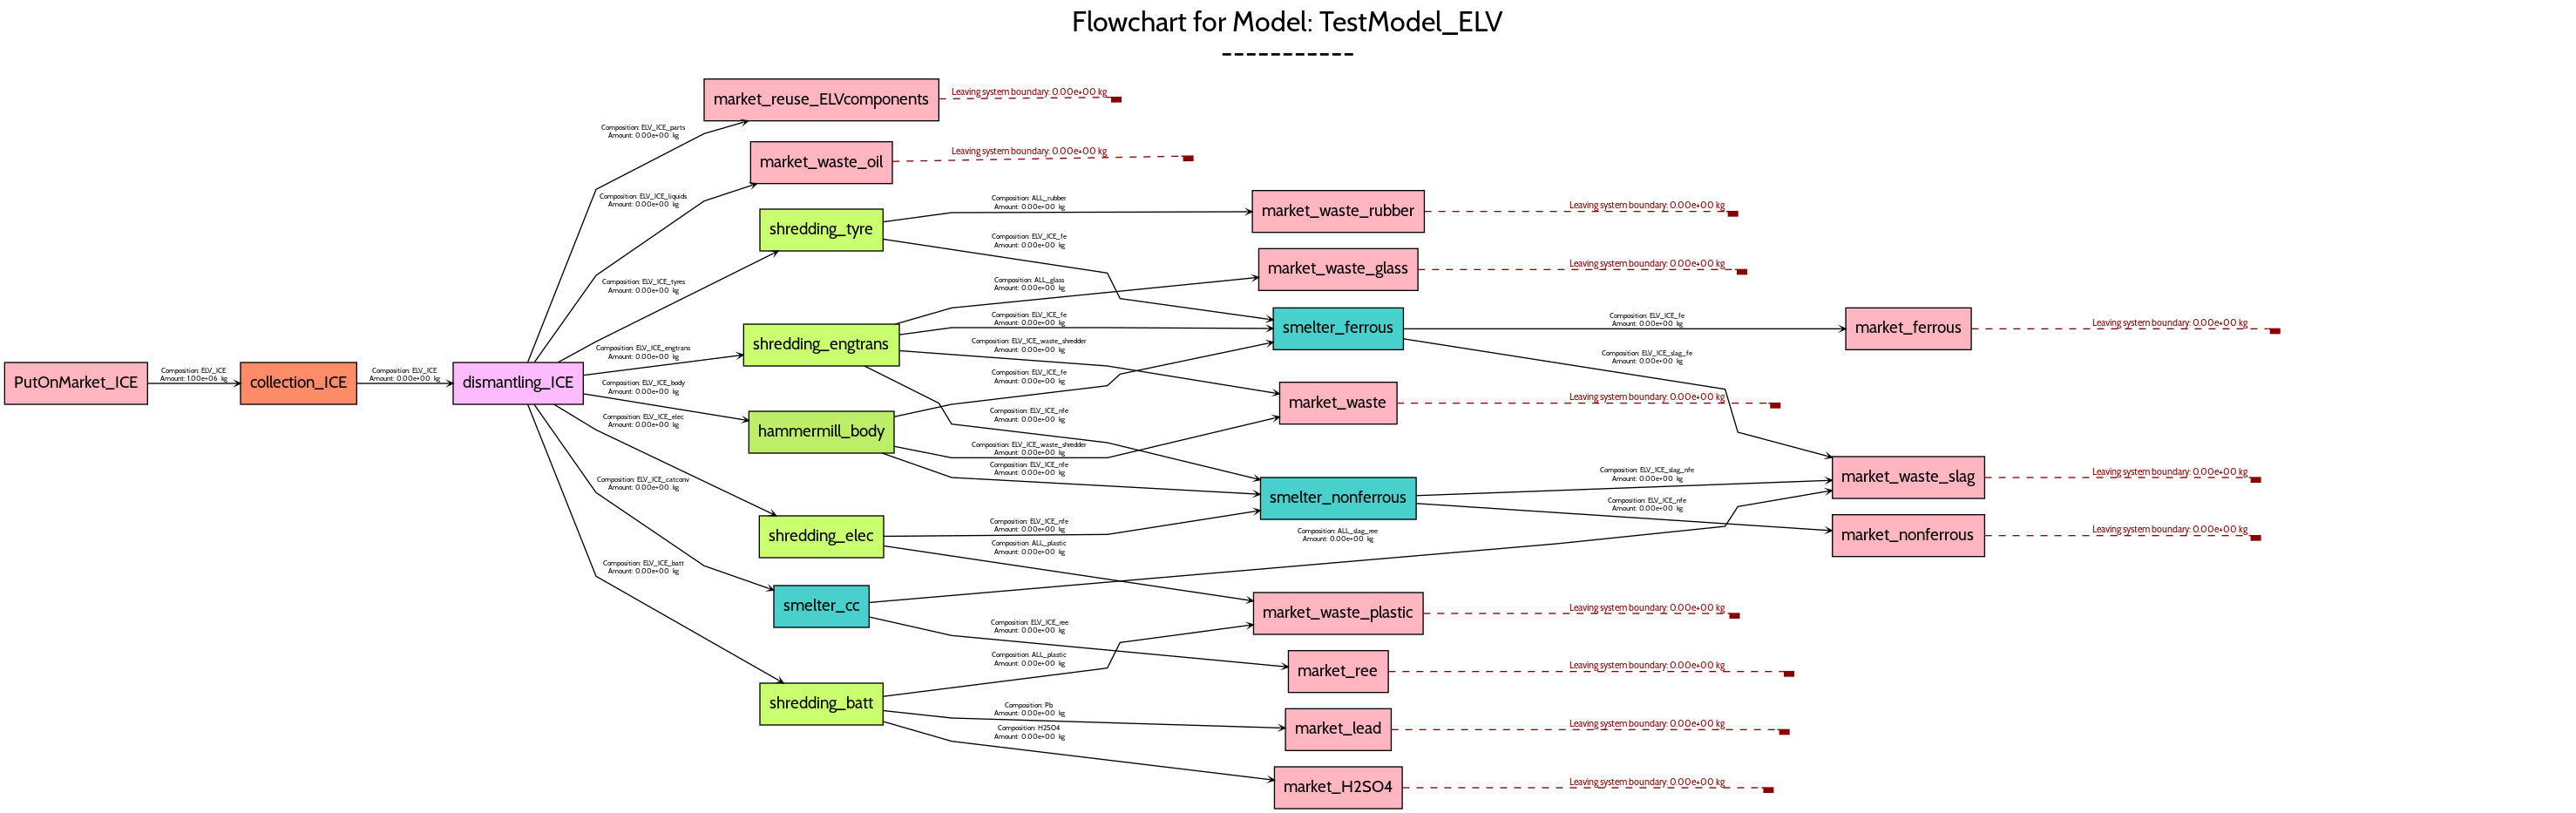 Flowchart for Model: TestModel_ELV
-----------
market_reuse_ELVcomponents
Leaving system boundary: 0.00e+00 kg
Composition: ELV_ICE_parts
Amount: 0.00e+00 kg
market_waste_oil
Leaving system boundary: 0.00e+00 kg
Composition: ELV_ICE_liquids
Amount: 0.00e+00 kg
shredding_tyre
Composition: ALL_rubber
Amount: 0.00e+00 kg
market_waste_rubber
Leaving system boundary: 0.00e+00 kg
Composition: ELV_ICE_fe
Amount: 0.00e+00 kg
Composition: ELV_ICE_tyres
Amount: 0.00e+00 kg
Composition: ALL_glass
Amount: 0.00e+00 kg
market_waste_glass
Leaving system boundary: 0.00e+00 kg
shredding_engtrans
Composition: ELV_ICE_fe
Amount: 0.00e+00 kg
smelter_ferrous
Composition: ELV_ICE_fe
Amount: 0.00e+00 kg
market_ferrous
Leaving system boundary: 0.00e+00 kg
Composition: ELV_ICE_engtrans
Amount: 0.00e+00 kg
Composition: ELV_ICE_waste_shredder
Amount: 0.00e+00 kg
Composition: ELV_ICE_slag_fe
Amount: 0.00e+00 kg
PutOnMarket_ICE
Composition: ELV_ICE
Amount: 1.00e+06 kg
collection_ICE
Composition: ELV_ICE
Amount: 0.00e+00 kg
dismantling_ICE
Composition: ELV_ICE_body
Amount: 0.00e+00 kg
Composition: ELV_ICE_fe
Amount: 0.00e+00 kg
market_waste
Leaving system boundary: 0.00e+00 kg
Composition: ELV_ICE_elec
Amount: 0.00e+00 kg
hammermill_body
Composition: ELV_ICE_nfe
Amount: 0.00e+00 kg
Composition: ELV_ICE_waste_shredder
Amount: 0.00e+00 kg
Composition: ELV_ICE_nfe
Amount: 0.00e+00 kg
Composition: ELV_ICE_catconv
Amount: 0.00e+00 kg
smelter_nonferrous
Composition: ELV_ICE_slag_nfe
Amount: 0.00e+00 kg
market_waste_slag
Leaving system boundary: 0.00e+00 kg
Composition: ELV_ICE_nfe
Amount: 0.00e+00 kg
market_nonferrous
Leaving system boundary: 0.00e+00 kg
shredding_elec
Composition: ELV_ICE_nfe
Amount: 0.00e+00 kg
Composition: ALL_slag_ree
Amount: 0.00e+00 kg
Composition: ALL_plastic
Amount: 0.00e+00 kg
Composition: ELV_ICE_batt
Amount: 0.00e+00 kg
smelter_cc
market_waste_plastic
Leaving system boundary: 0.00e+00 kg
Composition: ELV_ICE_ree
Amount: 0.00e+00 kg
Composition: ALL_plastic
Amount: 0.00e+00 kg
market_ree
Leaving system boundary: 0.00e+00 kg
shredding_batt
Composition: Pb
Amount: 0.00e+00 kg
market_lead
Leaving system boundary: 0.00e+00 kg
Composition: H2SO4
Amount: 0.00e+00 kg
market_H2SO4
Leaving system boundary: 0.00e+00 kg